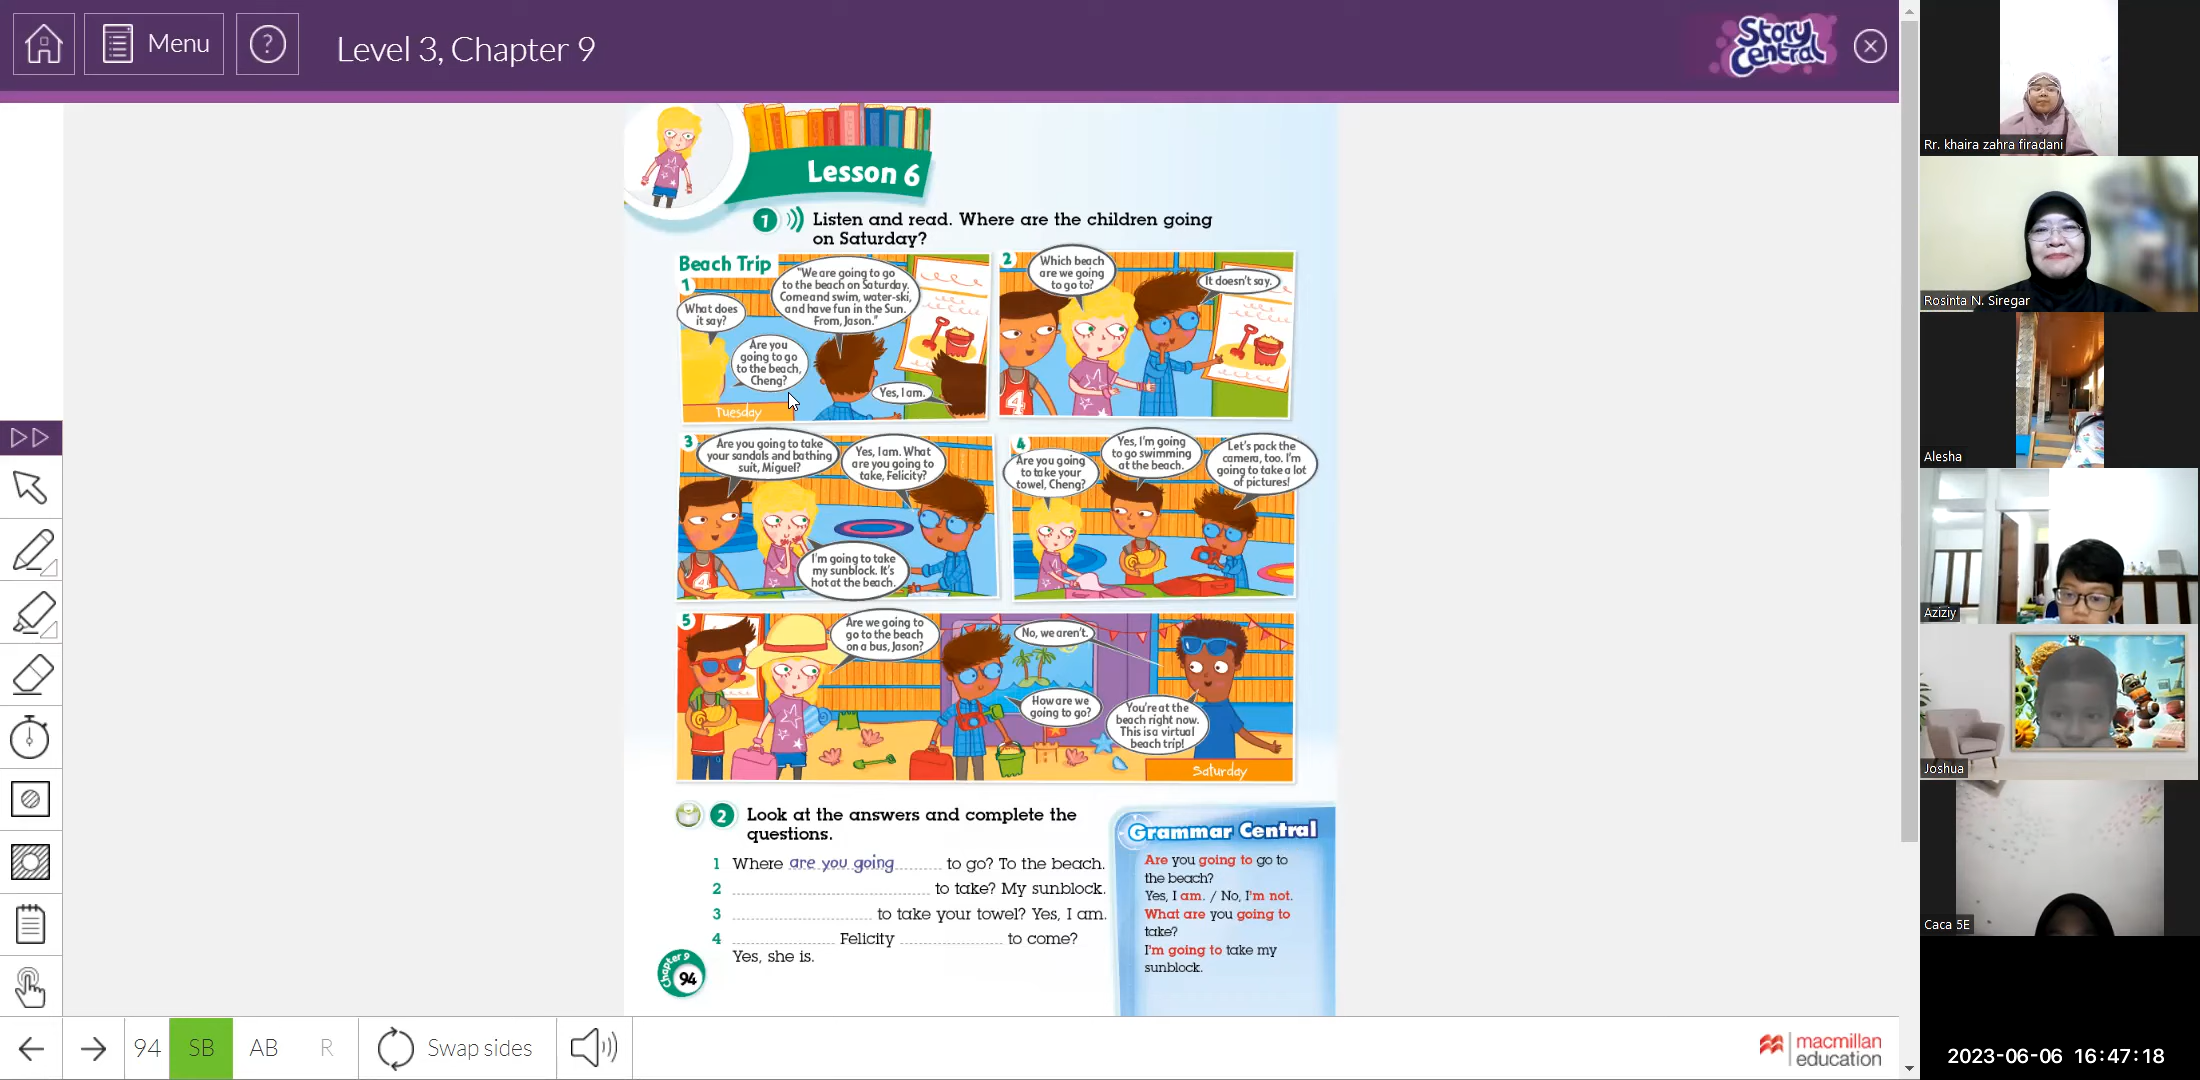 Menu
?
Level 3, Chapter 9
Story
Central
Lesson 6
1 Listen and read. Where are the children going
on Saturday?
Beach Trip
1
What does
it say?
"We are going to go
to the beach on Saturday.
Come and swim, water-ski,
and have fun in the Sun.
From, Jason."
Are you
going to go
to the beach,
Cheng?
Yes, I am.
Tuesday
2
Which beach
are we going
to go to?
It doesn't say.
4
3
Are you going to take
your sandals and bathing
suit, Miguel?
Yes, I am. What
are you going to
take, Felicity?
I'm going to take
my sunblock. It's
hot at the beach.
4
4
Are you going
to take your
towel, Cheng?
Yes, I'm going
to go swimming
at the beach.
Let's pack the
camera, too. I'm
going to take a lot
of pictures!
5
Are we going to
go to the beach
on a bus, Jason?
No, we aren't.
How are we
going to go?
You're at the
beach right now.
This is a virtual
beach trip!
Saturday
2 Look at the answers and complete the
questions.
1 Where are you going to go? To the beach.
2 to take? My sunblock.
3 to take your towel? Yes, I am.
4 Felicity to come?
Yes, she is.
Grammar Central
Are you going to go to
the beach?
Yes, I am. / No, I'm not.
What are you going to
take?
I'm going to take my
sunblock.
Chapter 9
94
94
SB
AB
R
Swap sides
macmillan
education
Rr. khaira zahra firadani
Rosinta N. Siregar
Alesha
Aziziy
Joshua
Caca 5E
2023-06-06 16:47:18